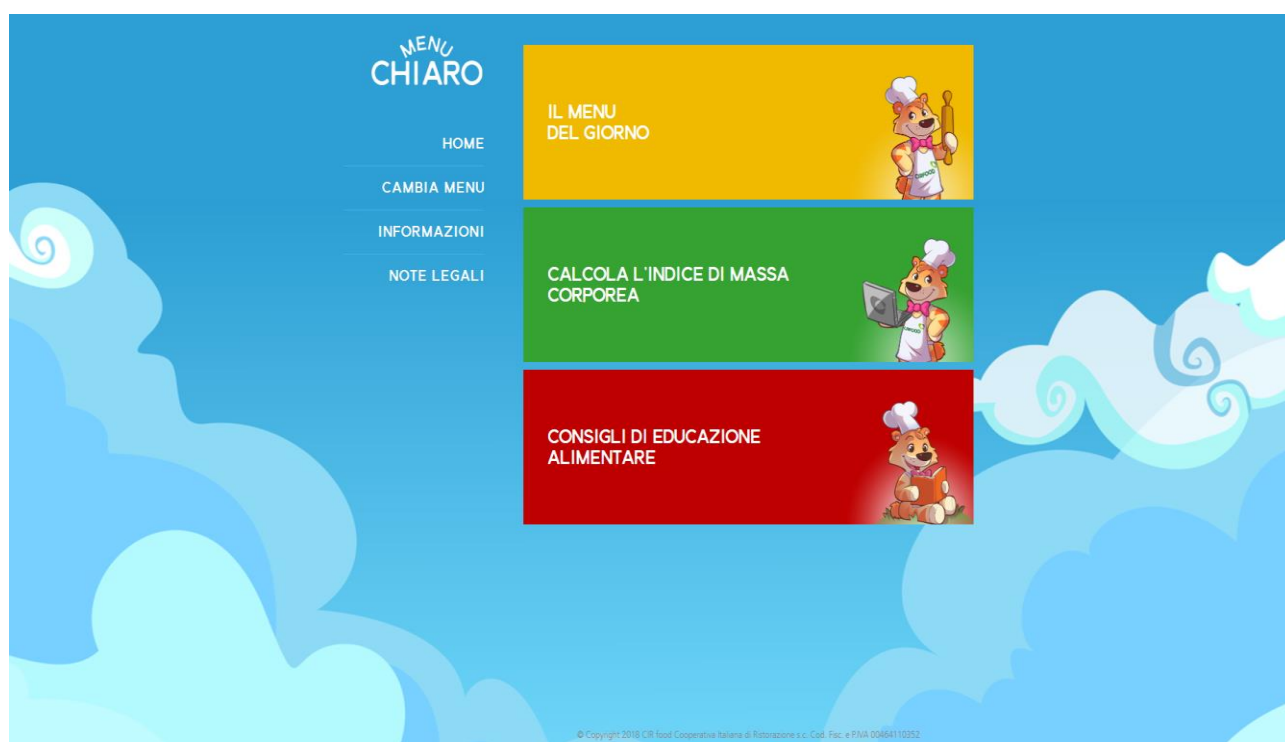 MENU
CHIARO
HOME
CAMBIA MENU
INFORMAZIONI
NOTE LEGALI
IL MENU
DEL GIORNO
CALCOLA L'INDICE DI MASSA
CORPOREA
CONSIGLI DI EDUCAZIONE
ALIMENTARE
CIRFOOD
© Copyright 2018 CIR food Cooperativa Italiana di Ristorazione s.c. Cod. Fisc. e P.IVA 00464110352